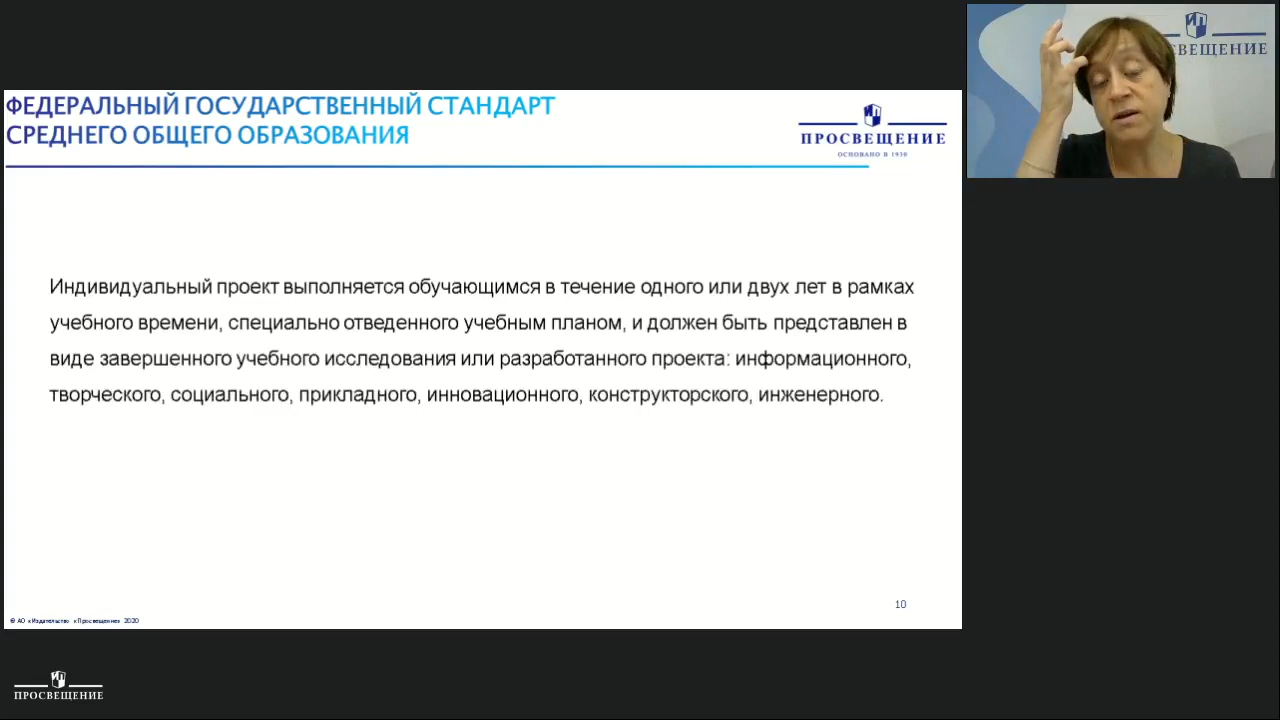 ФЕДЕРАЛЬНЫЙ ГОСУДАРСТВЕННЫЙ СТАНДАРТ
СРЕДНЕГО ОБЩЕГО ОБРАЗОВАНИЯ
ПРОСВЕЩЕНИЕ
ОСНОВАНО В 1930
СВЕЩЕНИЕ
Индивидуальный проект выполняется обучающимся в течение одного или двух лет в рамках
учебного времени, специально отведенного учебным планом, и должен быть представлен в
виде завершенного учебного исследования или разработанного проекта: информационного,
творческого, социального, прикладного, инновационного, конструкторского, инженерного.
10
© АО «Издательство «Просвещение» 2020
ПРОСВЕЩЕНИЕ